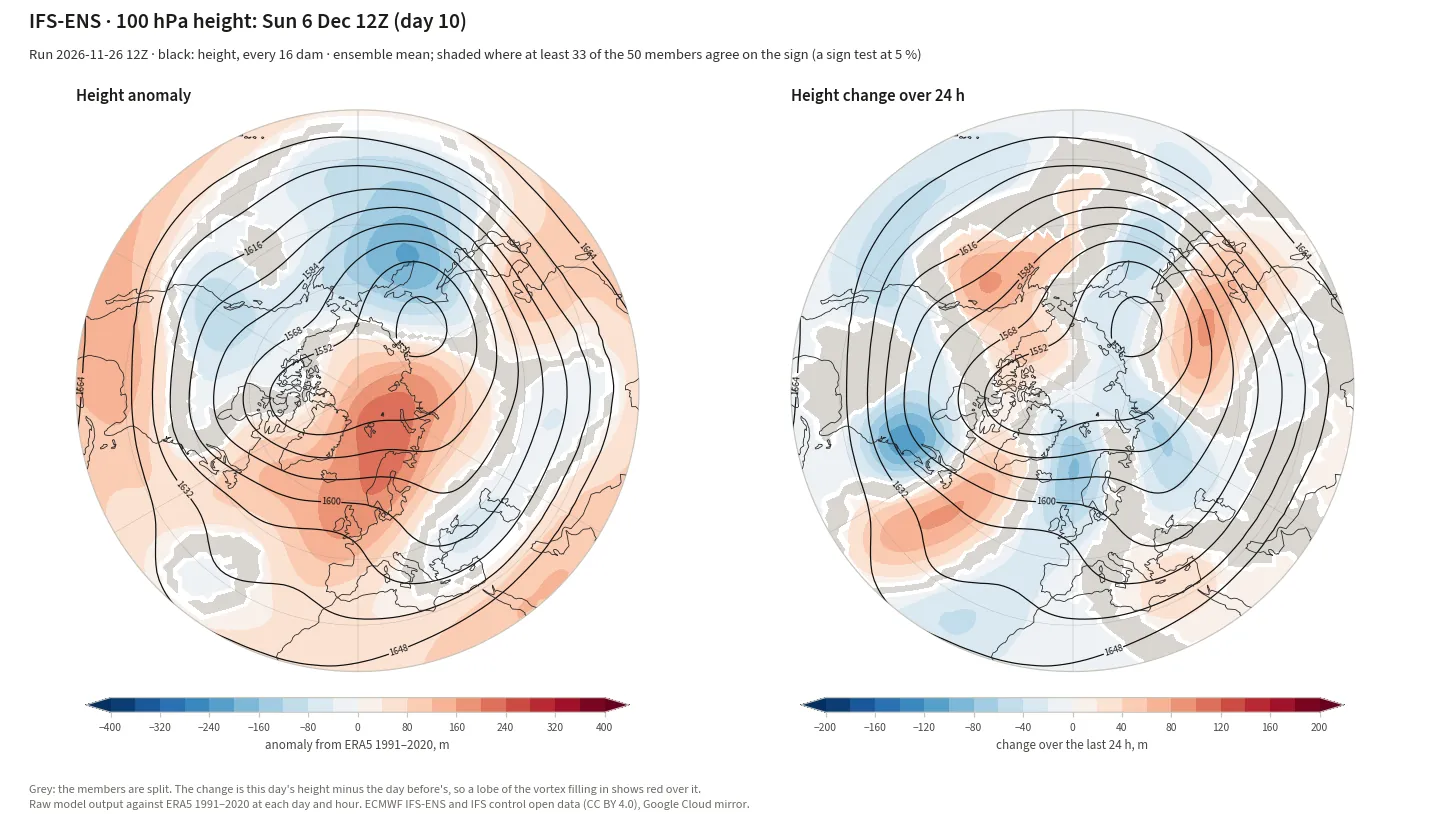 IFS-ENS · 100 hPa height: Sun 6 Dec 12Z (day 10)
Run 2026-11-26 12Z · black: height, every 16 dam · ensemble mean; shaded where at least 33 of the 50 members agree on the sign (a sign test at 5 %)
Height anomaly
Height change over 24 h
1616
1584
1664
1568
1552
1536
1664
1632
1600
1648
1616
1584
1664
1568
1552
1536
1664
1632
1600
1648
−400 −320 −240 −160 −80 0 80 160 240 320 400
anomaly from ERA5 1991–2020, m
−200 −160 −120 −80 −40 0 40 80 120 160 200
change over the last 24 h, m
Grey: the members are split. The change is this day's height minus the day before's, so a lobe of the vortex filling in shows red over it.
Raw model output against ERA5 1991–2020 at each day and hour. ECMWF IFS-ENS and IFS control open data (CC BY 4.0), Google Cloud mirror.